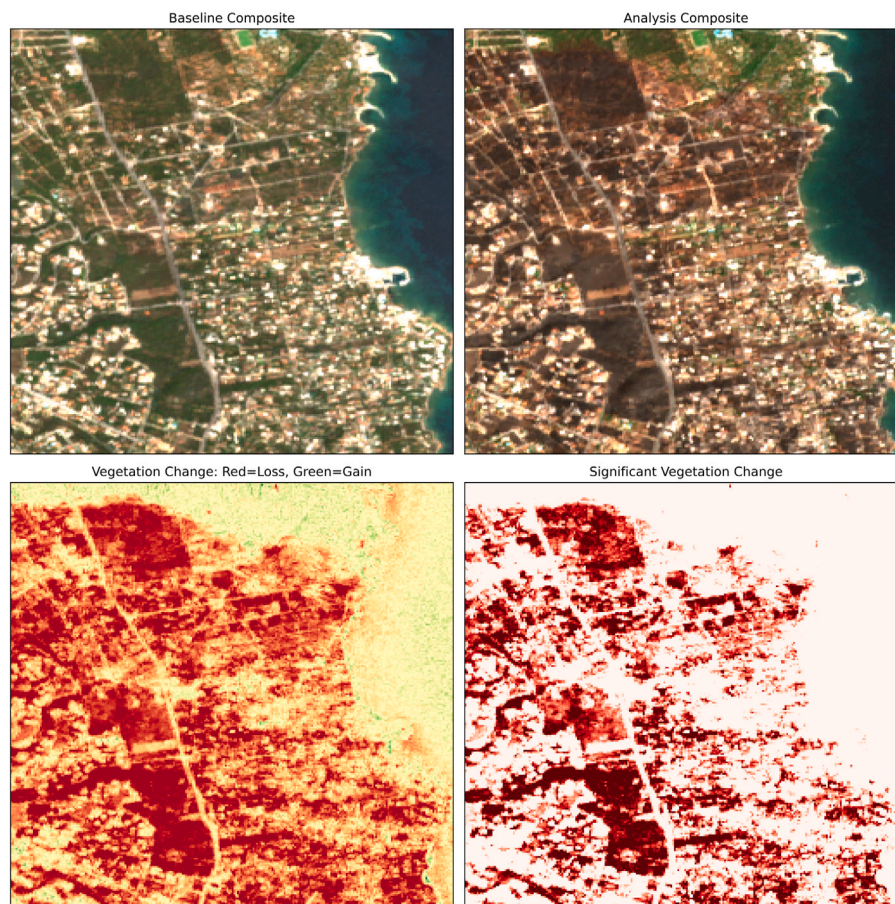 Baseline Composite
Analysis Composite
Vegetation Change: Red=Loss, Green=Gain
Significant Vegetation Change